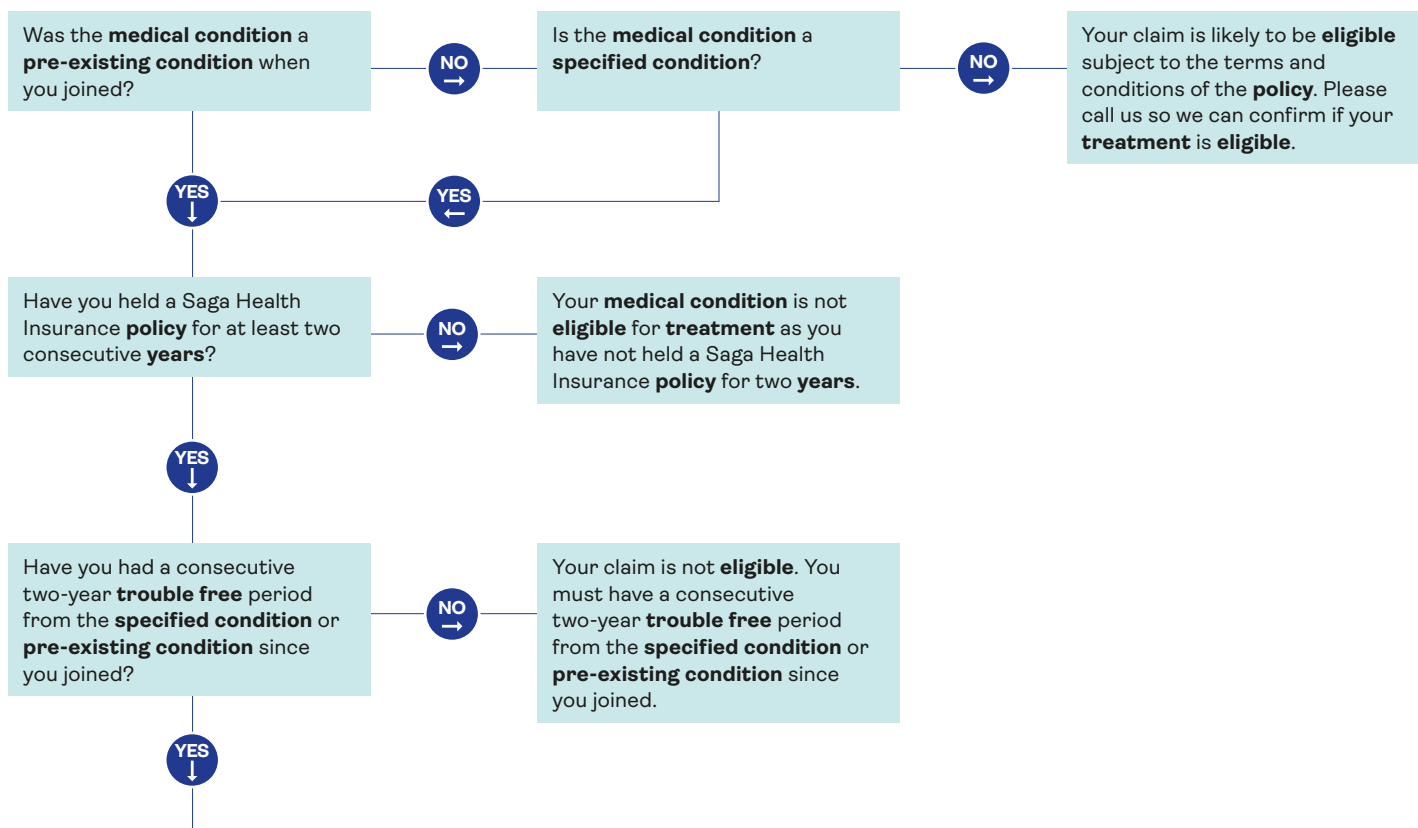 Was the medical condition a
pre-existing condition when
you joined?
NO
→
Is the medical condition a
specified condition?
NO
→
Your claim is likely to be eligible
subject to the terms and
conditions of the policy. Please
call us so we can confirm if your
treatment is eligible.
YES
↓
YES
←
Have you held a Saga Health
Insurance policy for at least two
consecutive years?
NO
→
Your medical condition is not
eligible for treatment as you
have not held a Saga Health
Insurance policy for two years.
YES
↓
Have you had a consecutive
two-year trouble free period
from the specified condition or
pre-existing condition since
you joined?
NO
→
Your claim is not eligible. You
must have a consecutive
two-year trouble free period
from the specified condition or
pre-existing condition since
you joined.
YES
↓